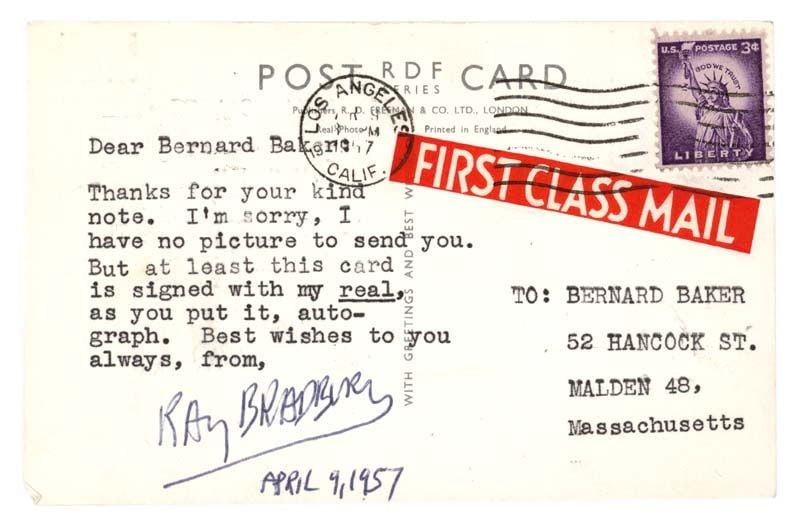 POST RDF CARD
SERIES
Publishers, R. D. FREEMAN & CO. LTD., LONDON
Real Photo Printed in England
LOS ANGELES
CALIF.
U.S. POSTAGE 3¢
IN GOD WE TRUST
LIBERTY
FIRST CLASS MAIL
Dear Bernard Baker:
Thanks for your kind
note. I'm sorry, I
have no picture to send you.
But at least this card
is signed with my real,
as you put it, auto-
graph. Best wishes to you
always, from,
RAY BRADBURY
APRIL 9, 1957
WITH GREETINGS AND BEST
TO: BERNARD BAKER
52 HANCOCK ST.
MALDEN 48,
Massachusetts